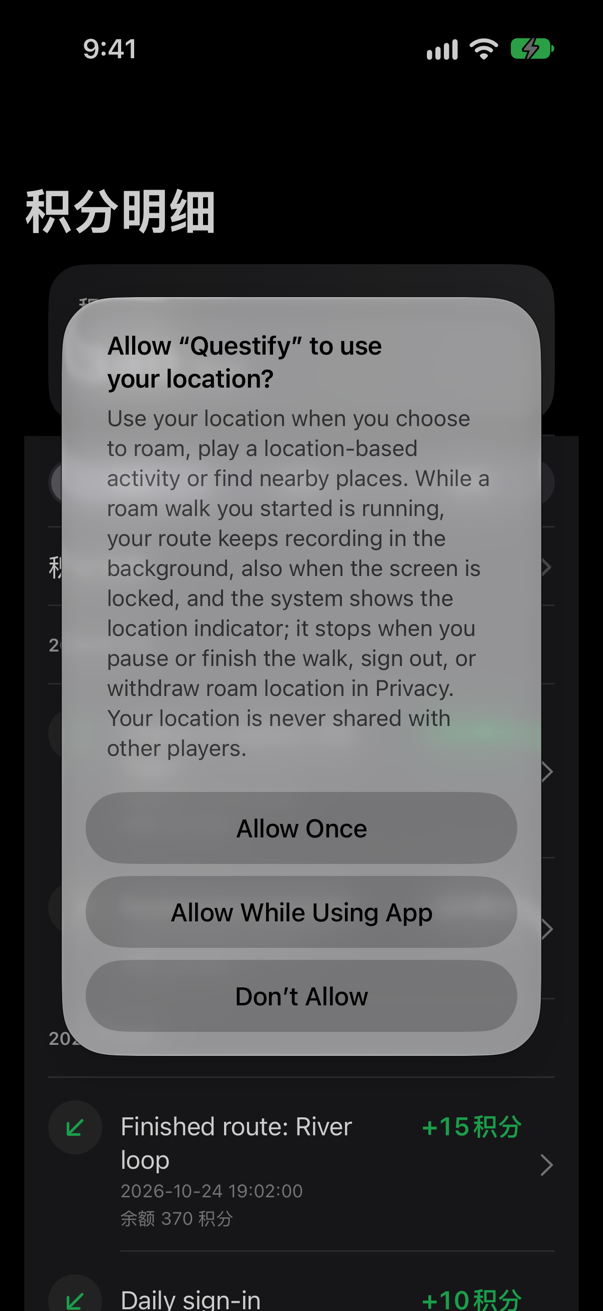 9:41
积分明细
Allow “Questify” to use
your location?
Use your location when you choose
to roam, play a location-based
activity or find nearby places. While a
roam walk you started is running,
your route keeps recording in the
background, also when the screen is
locked, and the system shows the
location indicator; it stops when you
pause or finish the walk, sign out, or
withdraw roam location in Privacy.
Your location is never shared with
other players.
Allow Once
Allow While Using App
Don’t Allow
Finished route: River
loop
+15积分
2026-10-24 19:02:00
余额 370 积分
Daily sign-in
+10积分